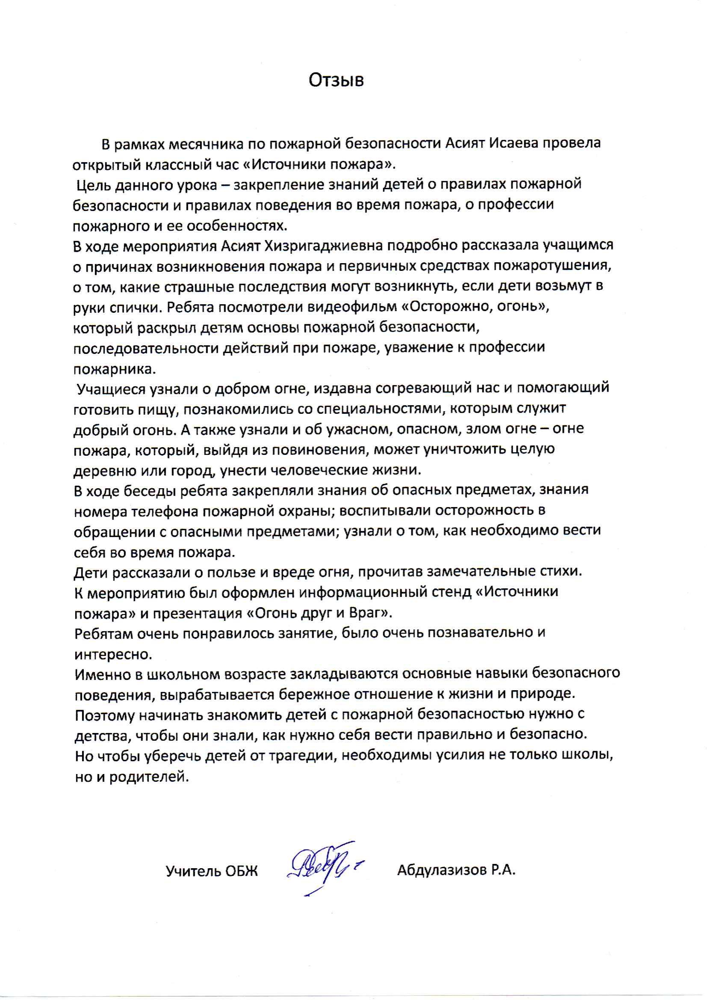 Отзыв
В рамках месячника по пожарной безопасности Асият Исаева провела
открытый классный час «Источники пожара».
Цель данного урока – закрепление знаний детей о правилах пожарной
безопасности и правилах поведения во время пожара, о профессии
пожарного и ее особенностях.
В ходе мероприятия Асият Хизригаджиевна подробно рассказала учащимся
о причинах возникновения пожара и первичных средствах пожаротушения,
о том, какие страшные последствия могут возникнуть, если дети возьмут в
руки спички. Ребята посмотрели видеофильм «Осторожно, огонь»,
который раскрыл детям основы пожарной безопасности,
последовательности действий при пожаре, уважение к профессии
пожарника.
Учащиеся узнали о добром огне, издавна согревающий нас и помогающий
готовить пищу, познакомились со специальностями, которым служит
добрый огонь. А также узнали и об ужасном, опасном, злом огне – огне
пожара, который, выйдя из повиновения, может уничтожить целую
деревню или город, унести человеческие жизни.
В ходе беседы ребята закрепляли знания об опасных предметах, знания
номера телефона пожарной охраны; воспитывали осторожность в
обращении с опасными предметами; узнали о том, как необходимо вести
себя во время пожара.
Дети рассказали о пользе и вреде огня, прочитав замечательные стихи.
К мероприятию был оформлен информационный стенд «Источники
пожара» и презентация «Огонь друг и Враг».
Ребятам очень понравилось занятие, было очень познавательно и
интересно.
Именно в школьном возрасте закладываются основные навыки безопасного
поведения, вырабатывается бережное отношение к жизни и природе.
Поэтому начинать знакомить детей с пожарной безопасностью нужно с
детства, чтобы они знали, как нужно себя вести правильно и безопасно.
Но чтобы уберечь детей от трагедии, необходимы усилия не только школы,
но и родителей.
Учитель ОБЖ Абдулазизов Р.А.